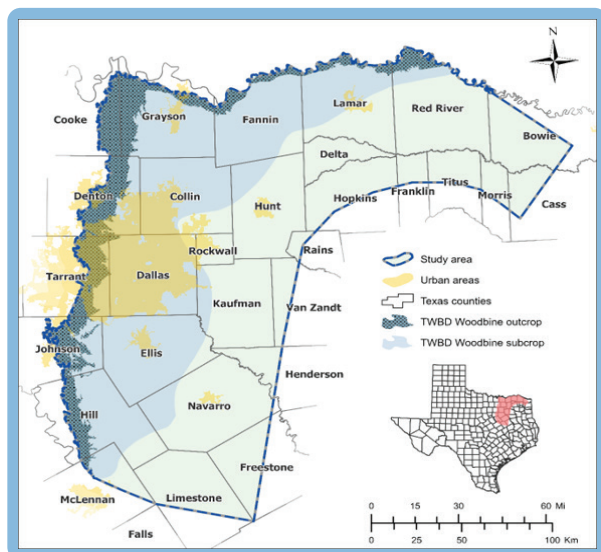 N
Cooke
Grayson
Fannin
Lamar
Red River
Bowie
Delta
Denton
Collin
Hunt
Hopkins
Franklin
Titus
Morris
Cass
Rockwall
Rains
Tarrant
Dallas
Kaufman
Van Zandt
Study area
Urban areas
Texas counties
TWBD Woodbine outcrop
TWBD Woodbine subcrop
Johnson
Ellis
Henderson
Hill
Navarro
Freestone
McLennan
Limestone
Falls
0 15 30 60 Mi
0 25 50 100 Km